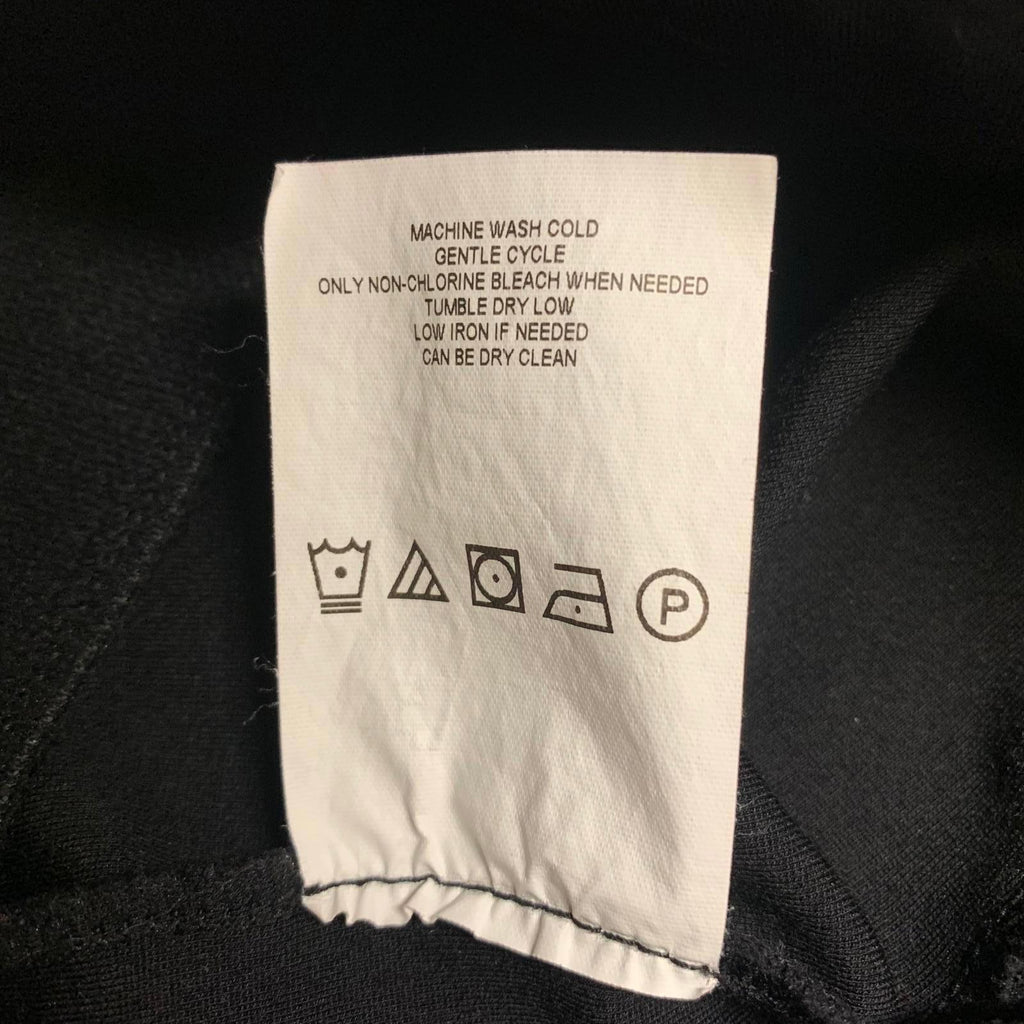 MACHINE WASH COLD
GENTLE CYCLE
ONLY NON-CHLORINE BLEACH WHEN NEEDED
TUMBLE DRY LOW
LOW IRON IF NEEDED
CAN BE DRY CLEAN
P